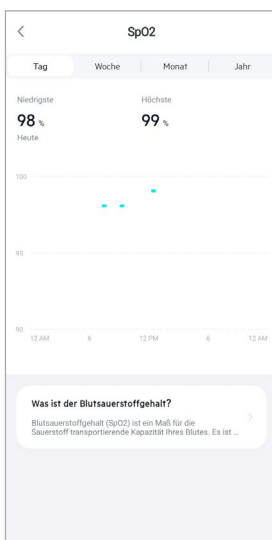 SpO2
Tag Woche Monat Jahr
Niedrigste Höchste
98 % 99 %
Heute
100
95
90
12 AM 6 12 PM 6 12 AM
Was ist der Blutsauerstoffgehalt?
Blutsauerstoffgehalt (SpO2) ist ein Maß für die
Sauerstoff transportierende Kapazität Ihres Blutes. Es ist ...